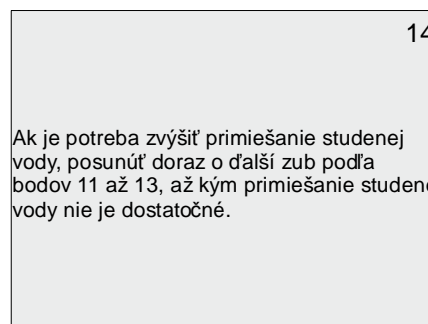 14
Ak je potreba zvýšiť primiešanie studenej
vody, posunúť doraz o ďalší zub podľa
bodov 11 až 13, až kým primiešanie studene
vody nie je dostatočné.